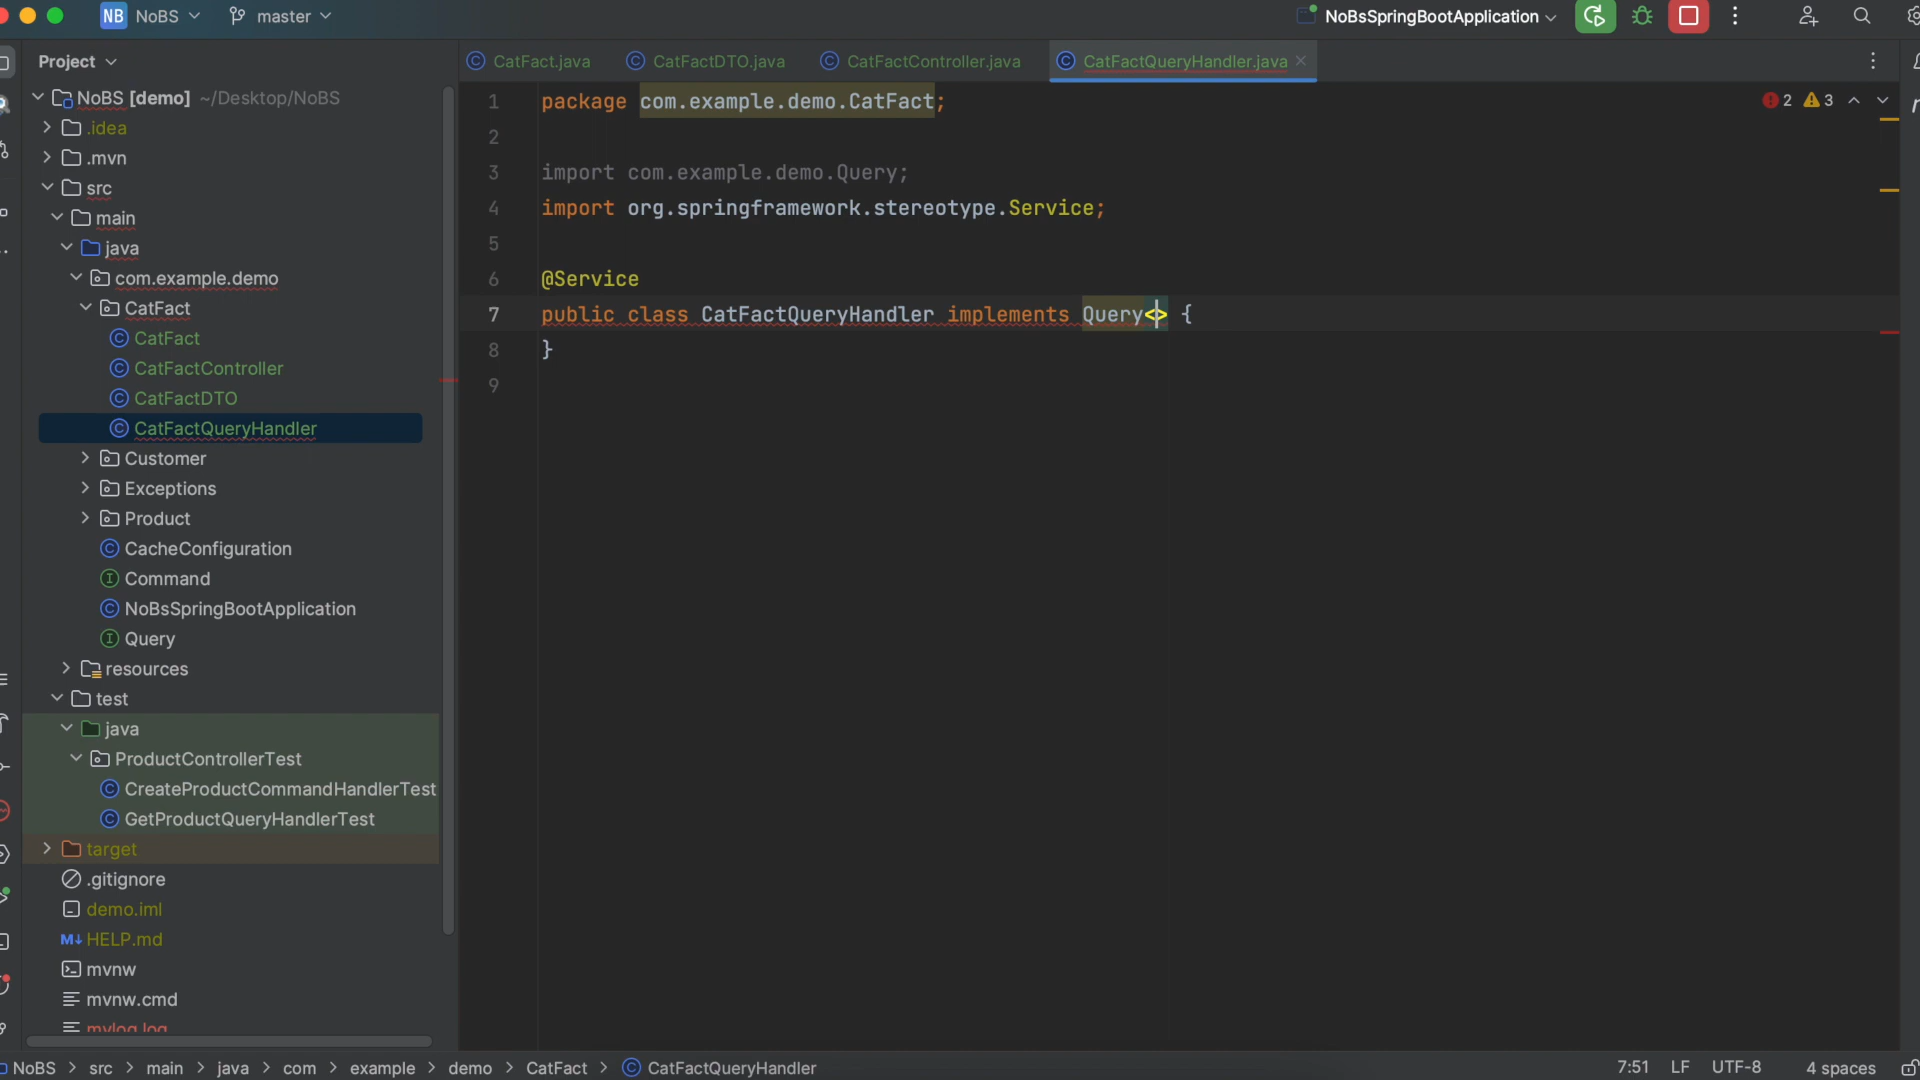 NB NoBS master NoBsSpringBootApplication
Project
CatFact.java CatFactDTO.java CatFactController.java CatFactQueryHandler.java
NoBS [demo] ~/Desktop/NoBS
.idea
.mvn
src
main
java
com.example.demo
CatFact
CatFact
CatFactController
CatFactDTO
CatFactQueryHandler
Customer
Exceptions
Product
CacheConfiguration
Command
NoBsSpringBootApplication
Query
resources
test
java
ProductControllerTest
CreateProductCommandHandlerTest
GetProductQueryHandlerTest
target
.gitignore
demo.iml
HELP.md
mvnw
mvnw.cmd
mylog.log
1 package com.example.demo.CatFact;
2 3
2
3 import com.example.demo.Query;
4 import org.springframework.stereotype.Service;
5
6 @Service
7 public class CatFactQueryHandler implements Query<> {
8 }
9
NoBS > src > main > java > com > example > demo > CatFact > CatFactQueryHandler
7:51 LF UTF-8 4 spaces